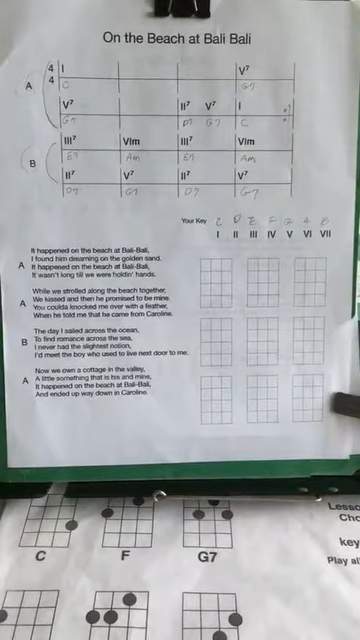 On the Beach at Bali Bali
A
4
4
I
V7
C
G7
V7
II7
V7
I
G7
D7
G7
C
B
III7
VIm
III7
VIm
E7
Am
E7
Am
II7
V7
II7
V7
D7
G7
D7
G7
Your Key C D E F G A B
I II III IV V VI VII
It happened on the beach at Bali-Bali,
I found him dreaming on the golden sand.
A It happened on the beach at Bali-Bali,
It wasn't long till we were holdin' hands.
While we strolled along the beach together,
A We kissed and then he promised to be mine.
You coulda knocked me over with a feather,
When he told me that he came from Caroline.
The day I sailed across the ocean,
B To find romance across the sea,
I never had the slightest notion,
I'd meet the boy who used to live next door to me.
Now we own a cottage in the valley,
A A little something that is his and mine,
It happened on the beach at Bali-Bali,
And ended up way down in Caroline.
C
F
G7
Lesso
Cho
key
Play al